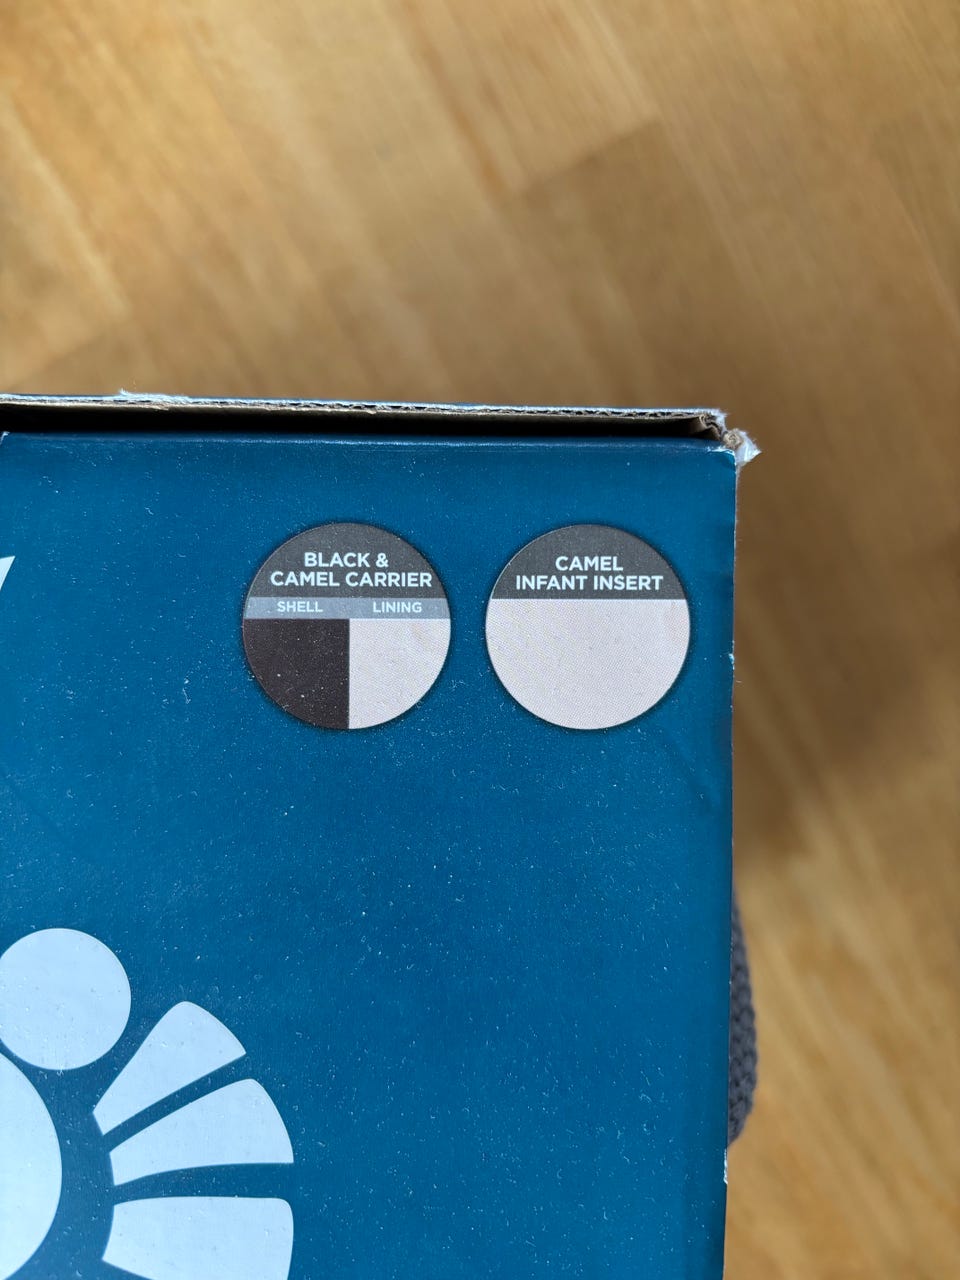 BLACK &
CAMEL CARRIER
SHELL LINING
CAMEL
INFANT INSERT